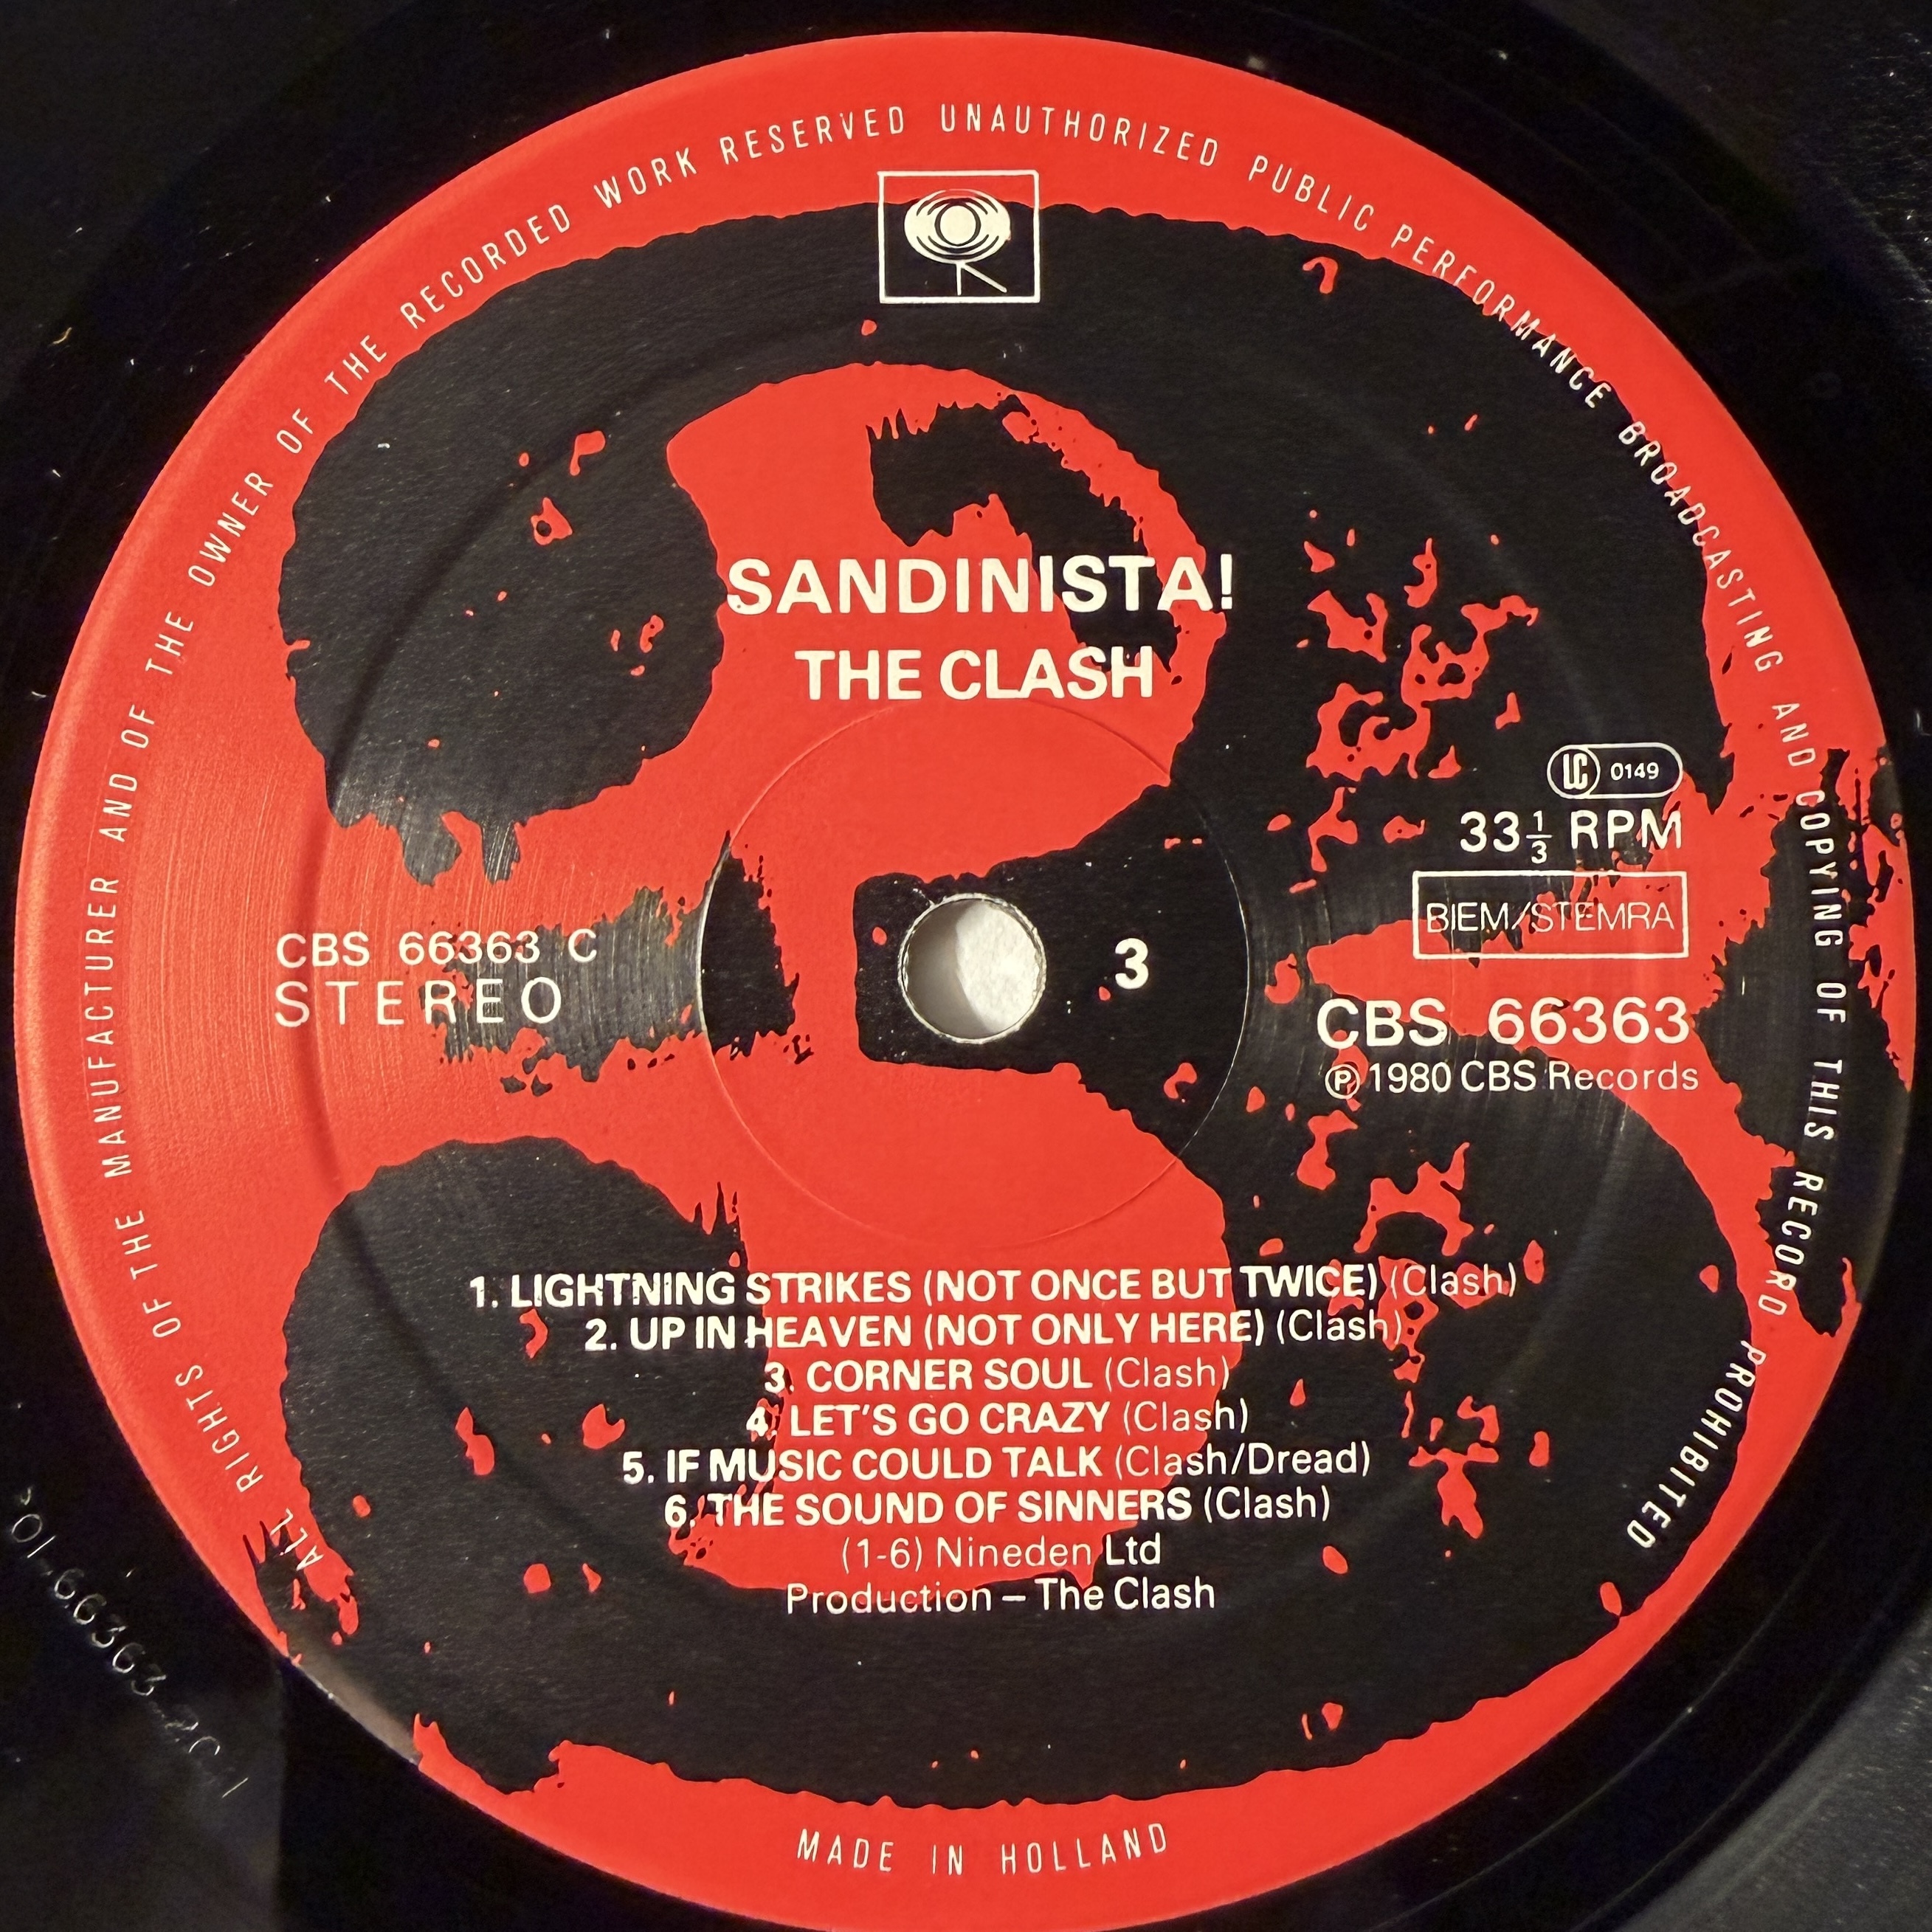 ALL RIGHTS OF THE MANUFACTURER AND OF THE OWNER OF THE RECORDED WORK RESERVED UNAUTHORIZED PUBLIC PERFORMANCE BROADCASTING AND COPYING OF THIS RECORD PROHIBITED
SANDINISTA!
THE CLASH
LC 0149
33 1/3 RPM
BIEM/STEMRA
CBS 66363 C
STEREO
3
CBS 66363
℗ 1980 CBS Records
1. LIGHTNING STRIKES (NOT ONCE BUT TWICE) (Clash)
2. UP IN HEAVEN (NOT ONLY HERE) (Clash)
3. CORNER SOUL (Clash)
4. LET'S GO CRAZY (Clash)
5. IF MUSIC COULD TALK (Clash/Dread)
6. THE SOUND OF SINNERS (Clash)
(1-6) Nineden Ltd
Production – The Clash
MADE IN HOLLAND